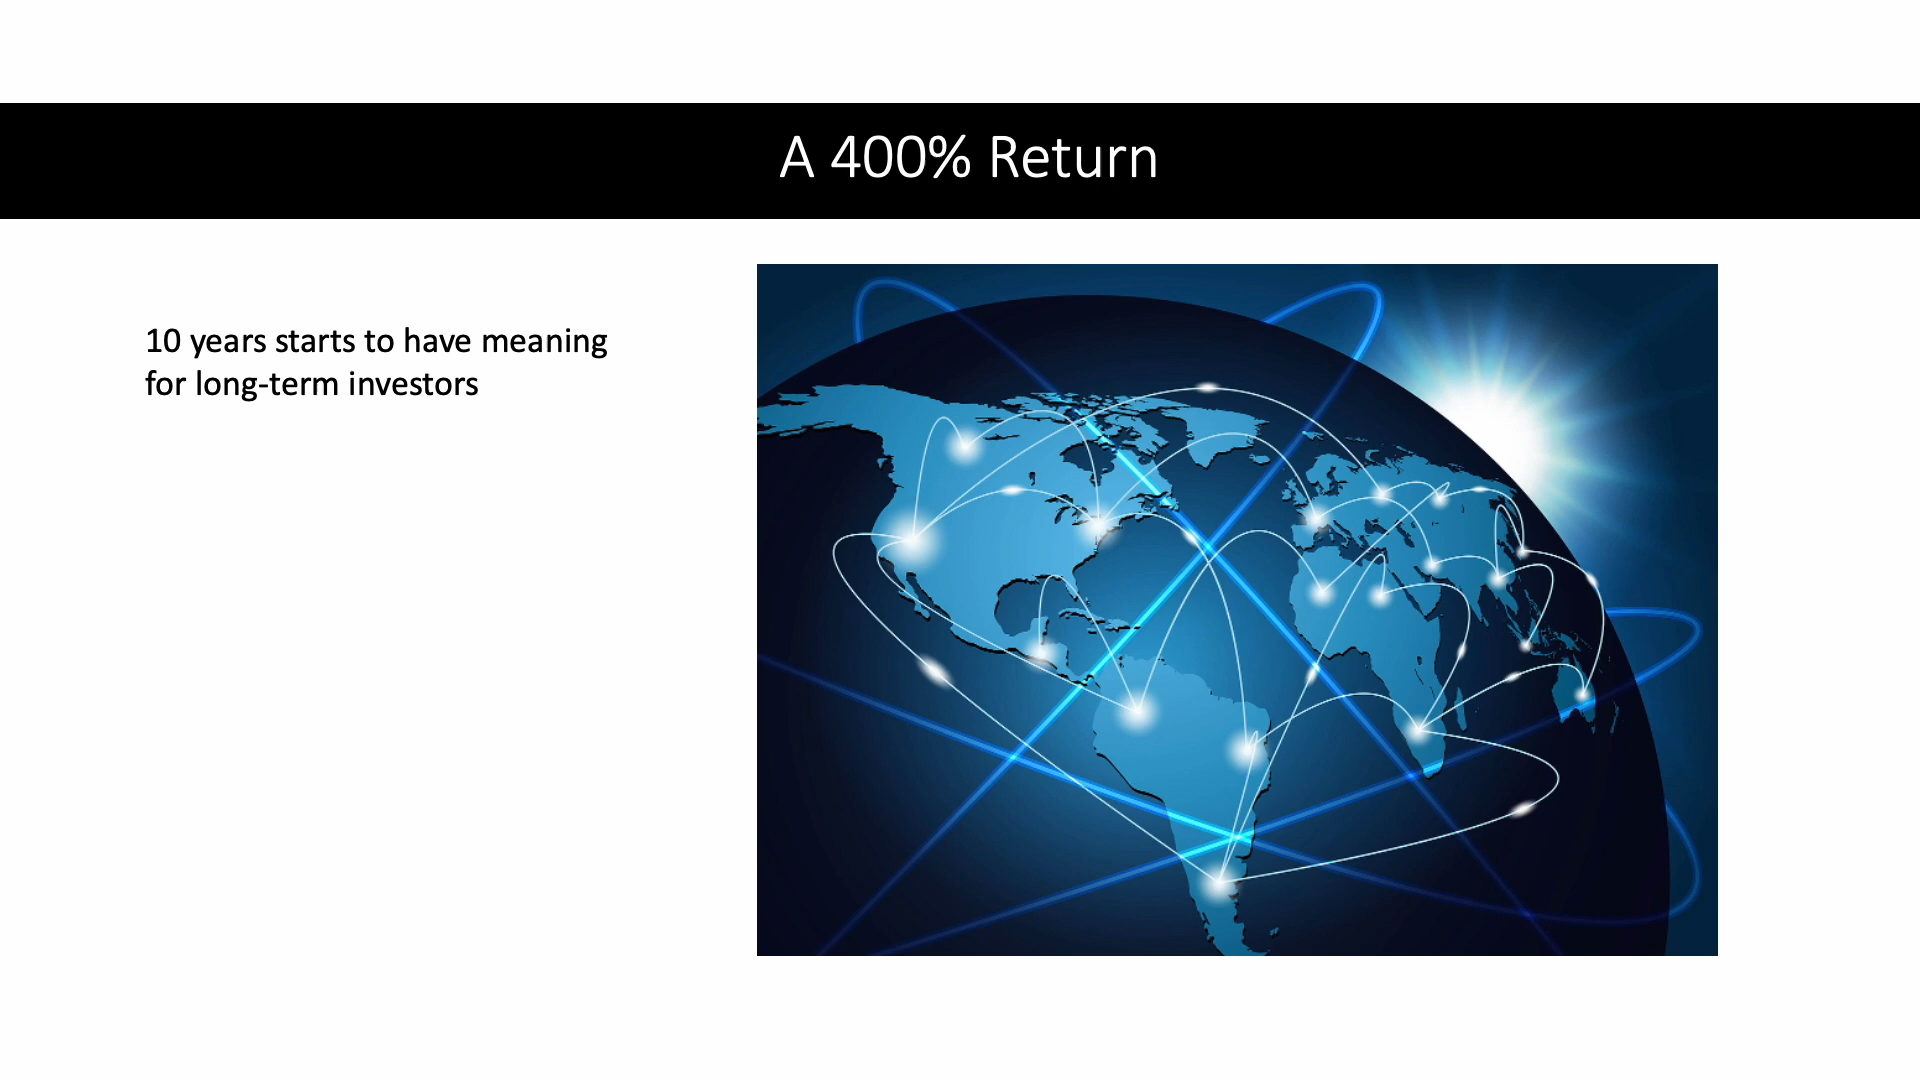 A 400% Return
10 years starts to have meaning
for long-term investors